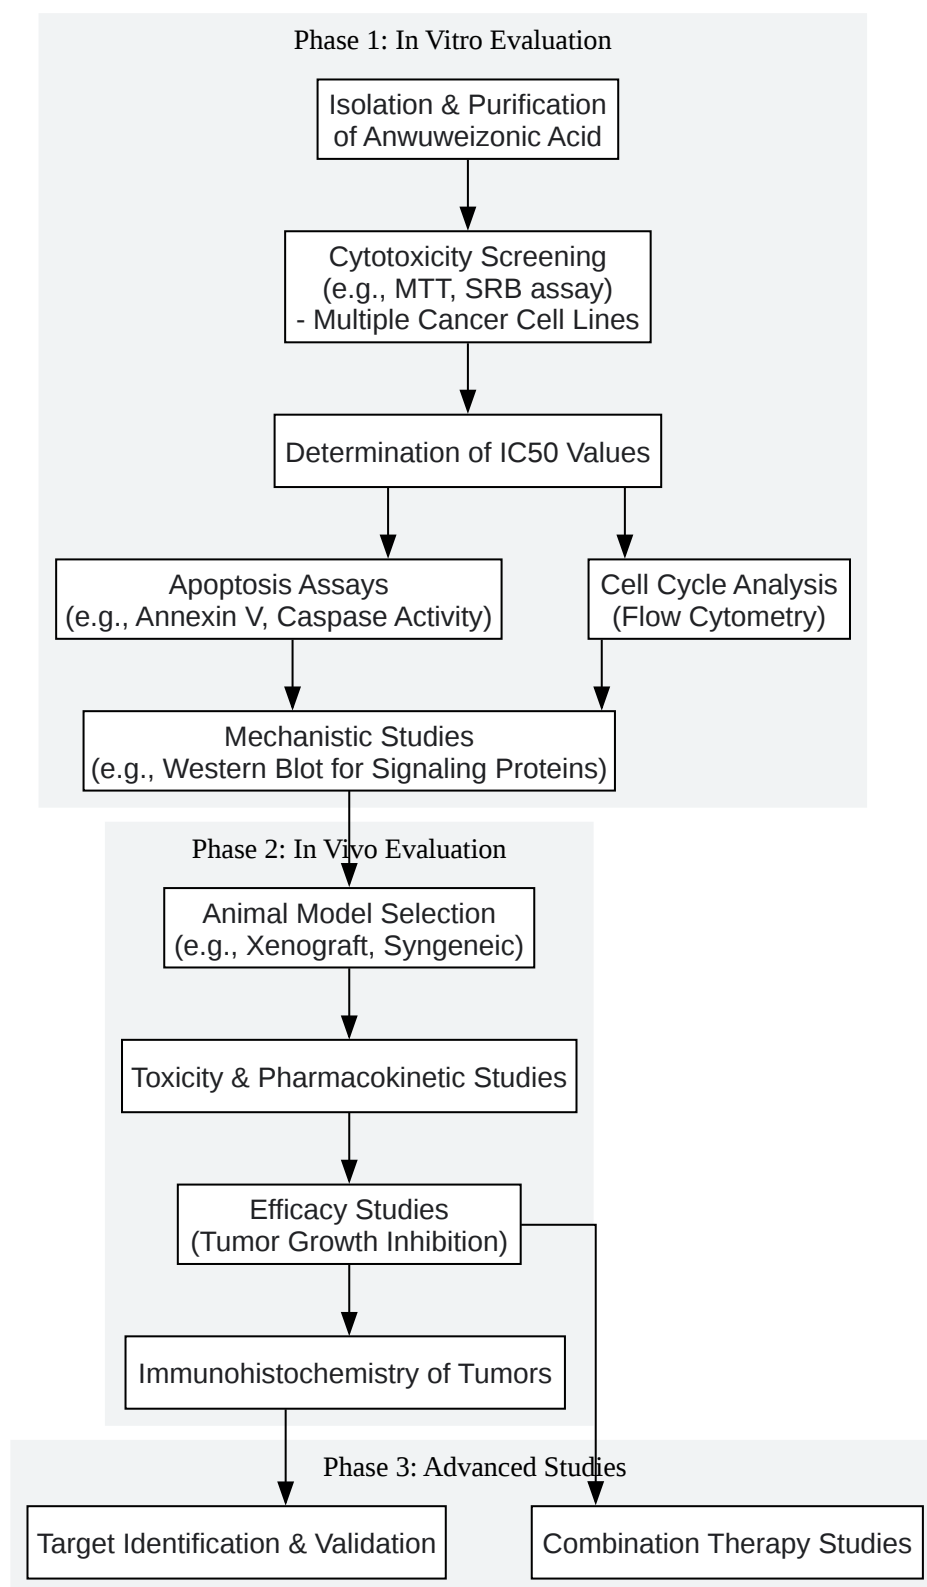 Phase 1: In Vitro Evaluation
Isolation & Purification
of Anwuweizonic Acid
Cytotoxicity Screening
(e.g., MTT, SRB assay)
- Multiple Cancer Cell Lines
Determination of IC50 Values
Apoptosis Assays
(e.g., Annexin V, Caspase Activity)
Cell Cycle Analysis
(Flow Cytometry)
Mechanistic Studies
(e.g., Western Blot for Signaling Proteins)
Phase 2: In Vivo Evaluation
Animal Model Selection
(e.g., Xenograft, Syngeneic)
Toxicity & Pharmacokinetic Studies
Efficacy Studies
(Tumor Growth Inhibition)
Immunohistochemistry of Tumors
Phase 3: Advanced Studies
Target Identification & Validation
Combination Therapy Studies